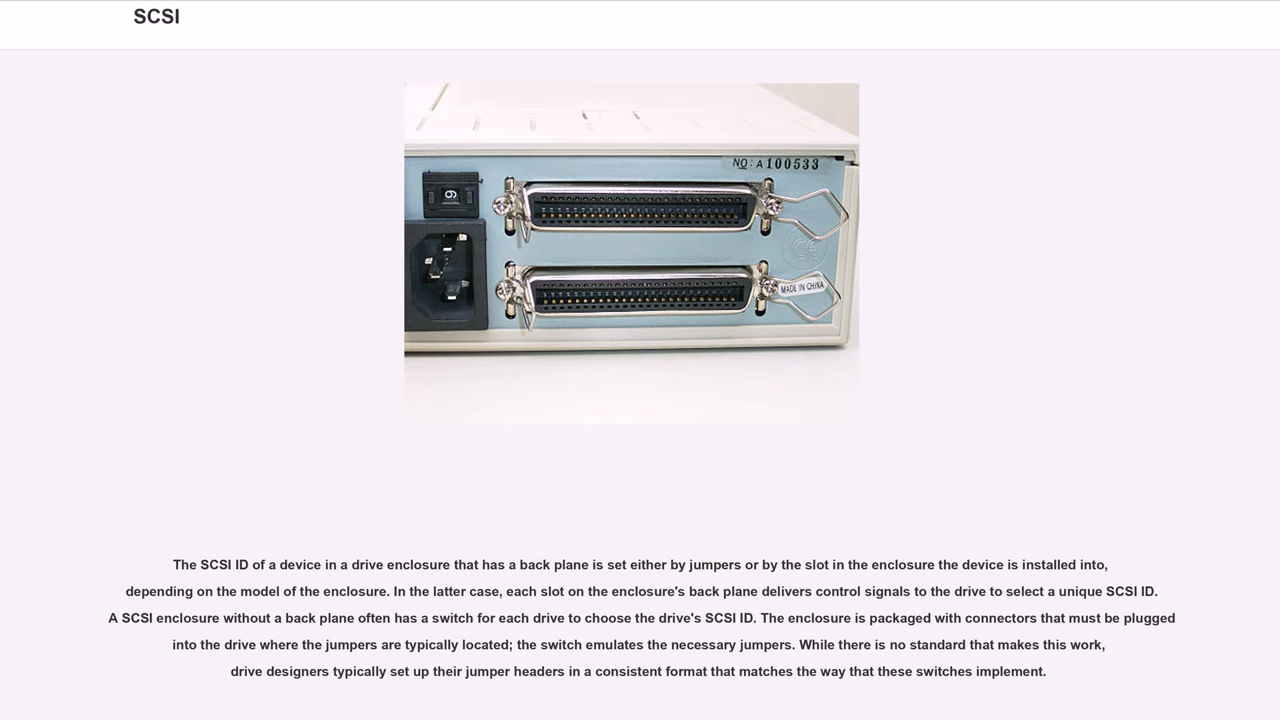 SCSI
NO: A 100533
6
MADE IN CHINA
The SCSI ID of a device in a drive enclosure that has a back plane is set either by jumpers or by the slot in the enclosure the device is installed into,
depending on the model of the enclosure. In the latter case, each slot on the enclosure's back plane delivers control signals to the drive to select a unique SCSI ID.
A SCSI enclosure without a back plane often has a switch for each drive to choose the drive's SCSI ID. The enclosure is packaged with connectors that must be plugged
into the drive where the jumpers are typically located; the switch emulates the necessary jumpers. While there is no standard that makes this work,
drive designers typically set up their jumper headers in a consistent format that matches the way that these switches implement.